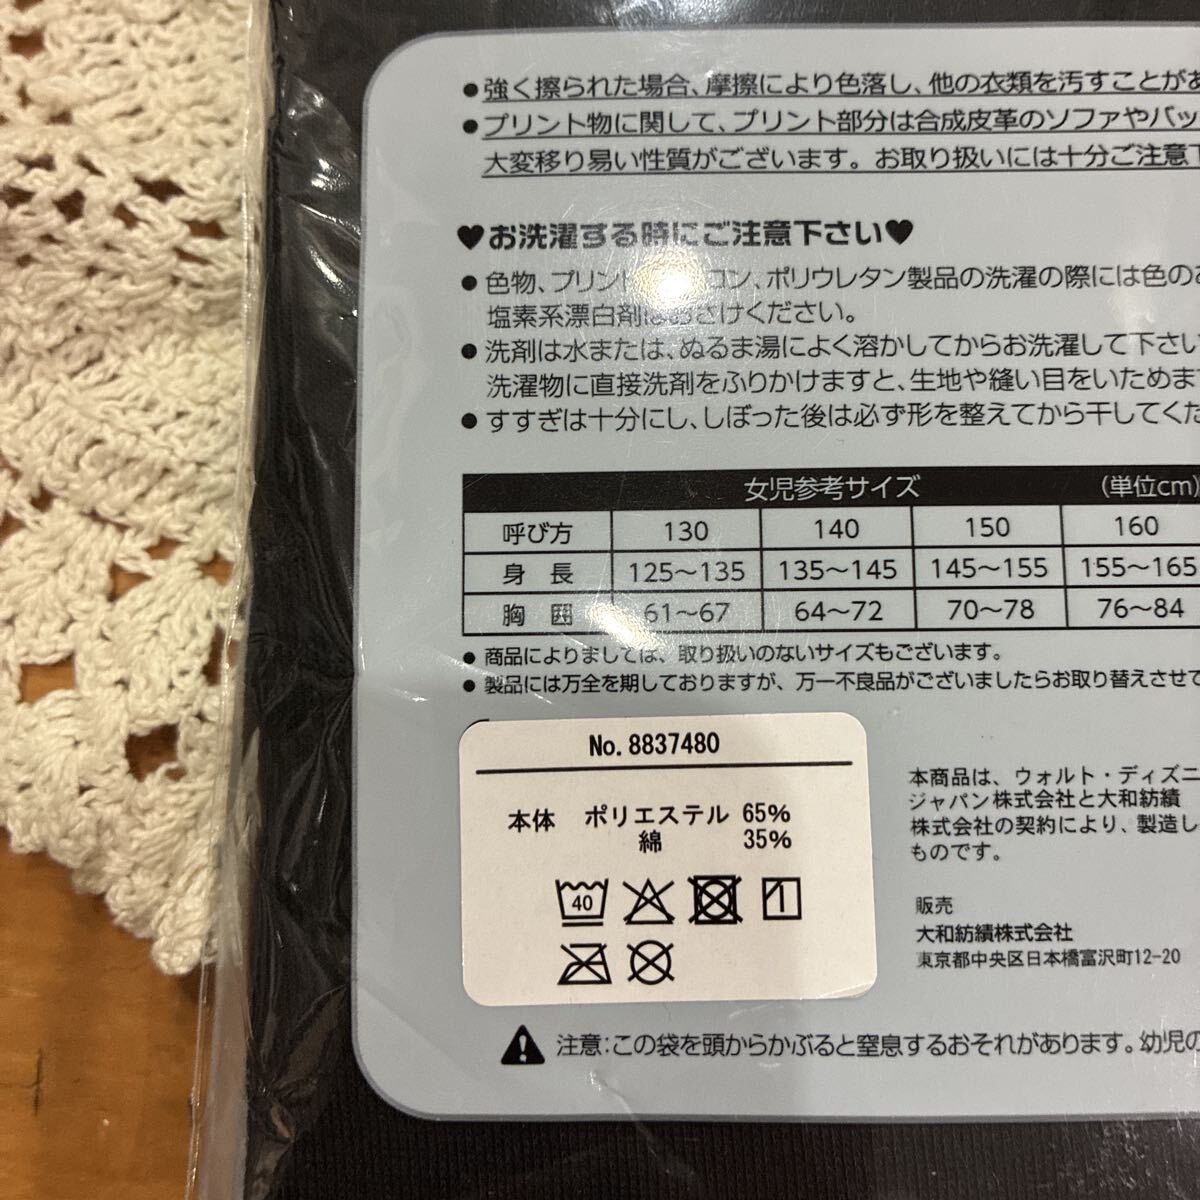 ●強く擦られた場合、摩擦により色落し、他の衣類を汚すことがあ
●プリント物に関して、プリント部分は合成皮革のソファやバッ
大変移り易い性質がございます。お取り扱いには十分ご注意下
♥お洗濯する時にご注意下さい♥
●色物、プリント、ナイロン、ポリウレタン製品の洗濯の際には色のあ
塩素系漂白剤はおさけください。
●洗剤は水または、ぬるま湯によく溶かしてからお洗濯して下さい
洗濯物に直接洗剤をふりかけますと、生地や縫い目をいためます
●すすぎは十分にし、しぼった後は必ず形を整えてから干してくだ
女児参考サイズ (単位cm)
呼び方 130 140 150 160
身長 125～135 135～145 145～155 155～165
胸囲 61～67 64～72 70～78 76～84
●商品によりましては、取り扱いのないサイズもございます。
●製品には万全を期しておりますが、万一不良品がございましたらお取り替えさせて
No. 8837480
本体 ポリエステル 65%
綿 35%
40
1
本商品は、ウォルト・ディズニ
ジャパン株式会社と大和紡績
株式会社の契約により、製造し
ものです。
販売
大和紡績株式会社
東京都中央区日本橋富沢町12-20
注意:この袋を頭からかぶると窒息するおそれがあります。幼児の